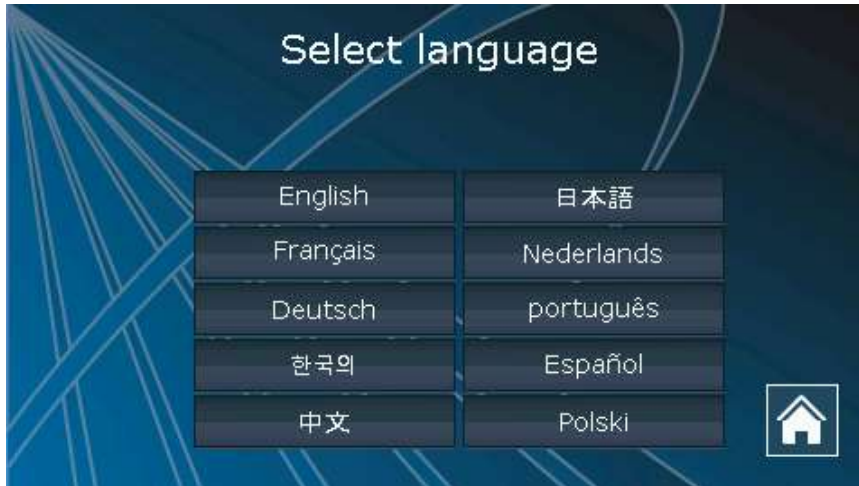 Select language
English
日本語
Français
Nederlands
Deutsch
português
한국의
Español
中文
Polski